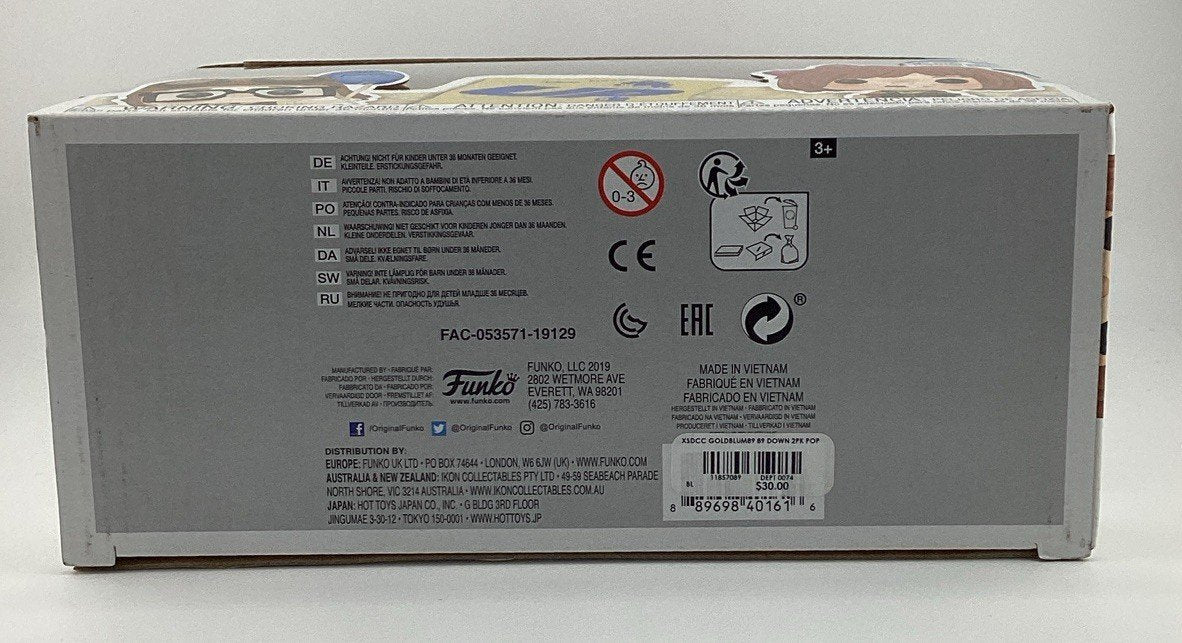 ATTENTION
ADVERTENCIA
3+
DE ACHTUNG! NICHT FÜR KINDER UNTER 36 MONATEN GEEIGNET.
KLEINTEILE. ERSTICKUNGSGEFAHR.
IT AVVERTENZA! NON ADATTO A BAMBINI DI ETÀ INFERIORE A 36 MESI.
PICCOLE PARTI. RISCHIO DI SOFFOCAMENTO.
PO ATENÇÃO! CONTRA-INDICADO PARA CRIANÇAS COM MENOS DE 36 MESES.
PEQUENAS PARTES. RISCO DE ASFIXIA.
NL WAARSCHUWING! NIET GESCHIKT VOOR KINDEREN JONGER DAN 36 MAANDEN.
KLEINE ONDERDELEN. VERSTIKKINGSGEVAAR.
DA ADVARSEL! IKKE EGNET TIL BØRN UNDER 36 MÅNEDER.
SMÅ DELE. KVÆLNINGSFARE.
SW VARNING! INTE LÄMPLIG FÖR BARN UNDER 36 MÅNADER.
SMÅ DELAR. KVÄVNINGSRISK.
RU ВНИМАНИЕ! НЕ ПРИГОДНО ДЛЯ ДЕТЕЙ МЛАДШЕ 36 МЕСЯЦЕВ.
МЕЛКИЕ ЧАСТИ. ОПАСНОСТЬ УДУШЬЯ.
0-3
CE
EAC
®
FAC-053571-19129
MANUFACTURED BY • FABRIQUÉ PAR:
FABRICADO POR • HERGESTELLT DURCH:
FABBRICATO DA • FABRICADO POR:
VERVAARDIGD DOOR • FREMSTILLET AF:
TILLVERKAD AV • ПРОИЗВОДИТЕЛЬ:
Funko
www.funko.com
FUNKO, LLC 2019
2802 WETMORE AVE
EVERETT, WA 98201
(425) 783-3616
/OriginalFunko @OriginalFunko @OriginalFunko
MADE IN VIETNAM
FABRIQUÉ EN VIETNAM
FABRICADO EN VIETNAM
HERGESTELLT IN VIETNAM • FABBRICATO IN VIETNAM
FABRICADO NA VIETNAM • VERVAARDIGD IN VIETNAM
PRODUCERET I VIETNAM • TILLVERKAD I VIETNAM
DISTRIBUTION BY:
EUROPE: FUNKO UK LTD • PO BOX 74644 • LONDON, W6 6JW (UK) • WWW.FUNKO.COM
AUSTRALIA & NEW ZEALAND: IKON COLLECTABLES PTY LTD • 49-59 SEABEACH PARADE
NORTH SHORE, VIC 3214 AUSTRALIA • WWW.IKONCOLLECTABLES.COM.AU
JAPAN: HOT TOYS JAPAN CO., INC. • G BLDG 3RD FLOOR
JINGUMAE 3-30-12 • TOKYO 150-0001 • WWW.HOTTOYS.JP
XSDCC GOLDBLUM89 89 DOWN 2PK POP
11857089 DEPT 0074
BL $30.00
8 89698 40161 6